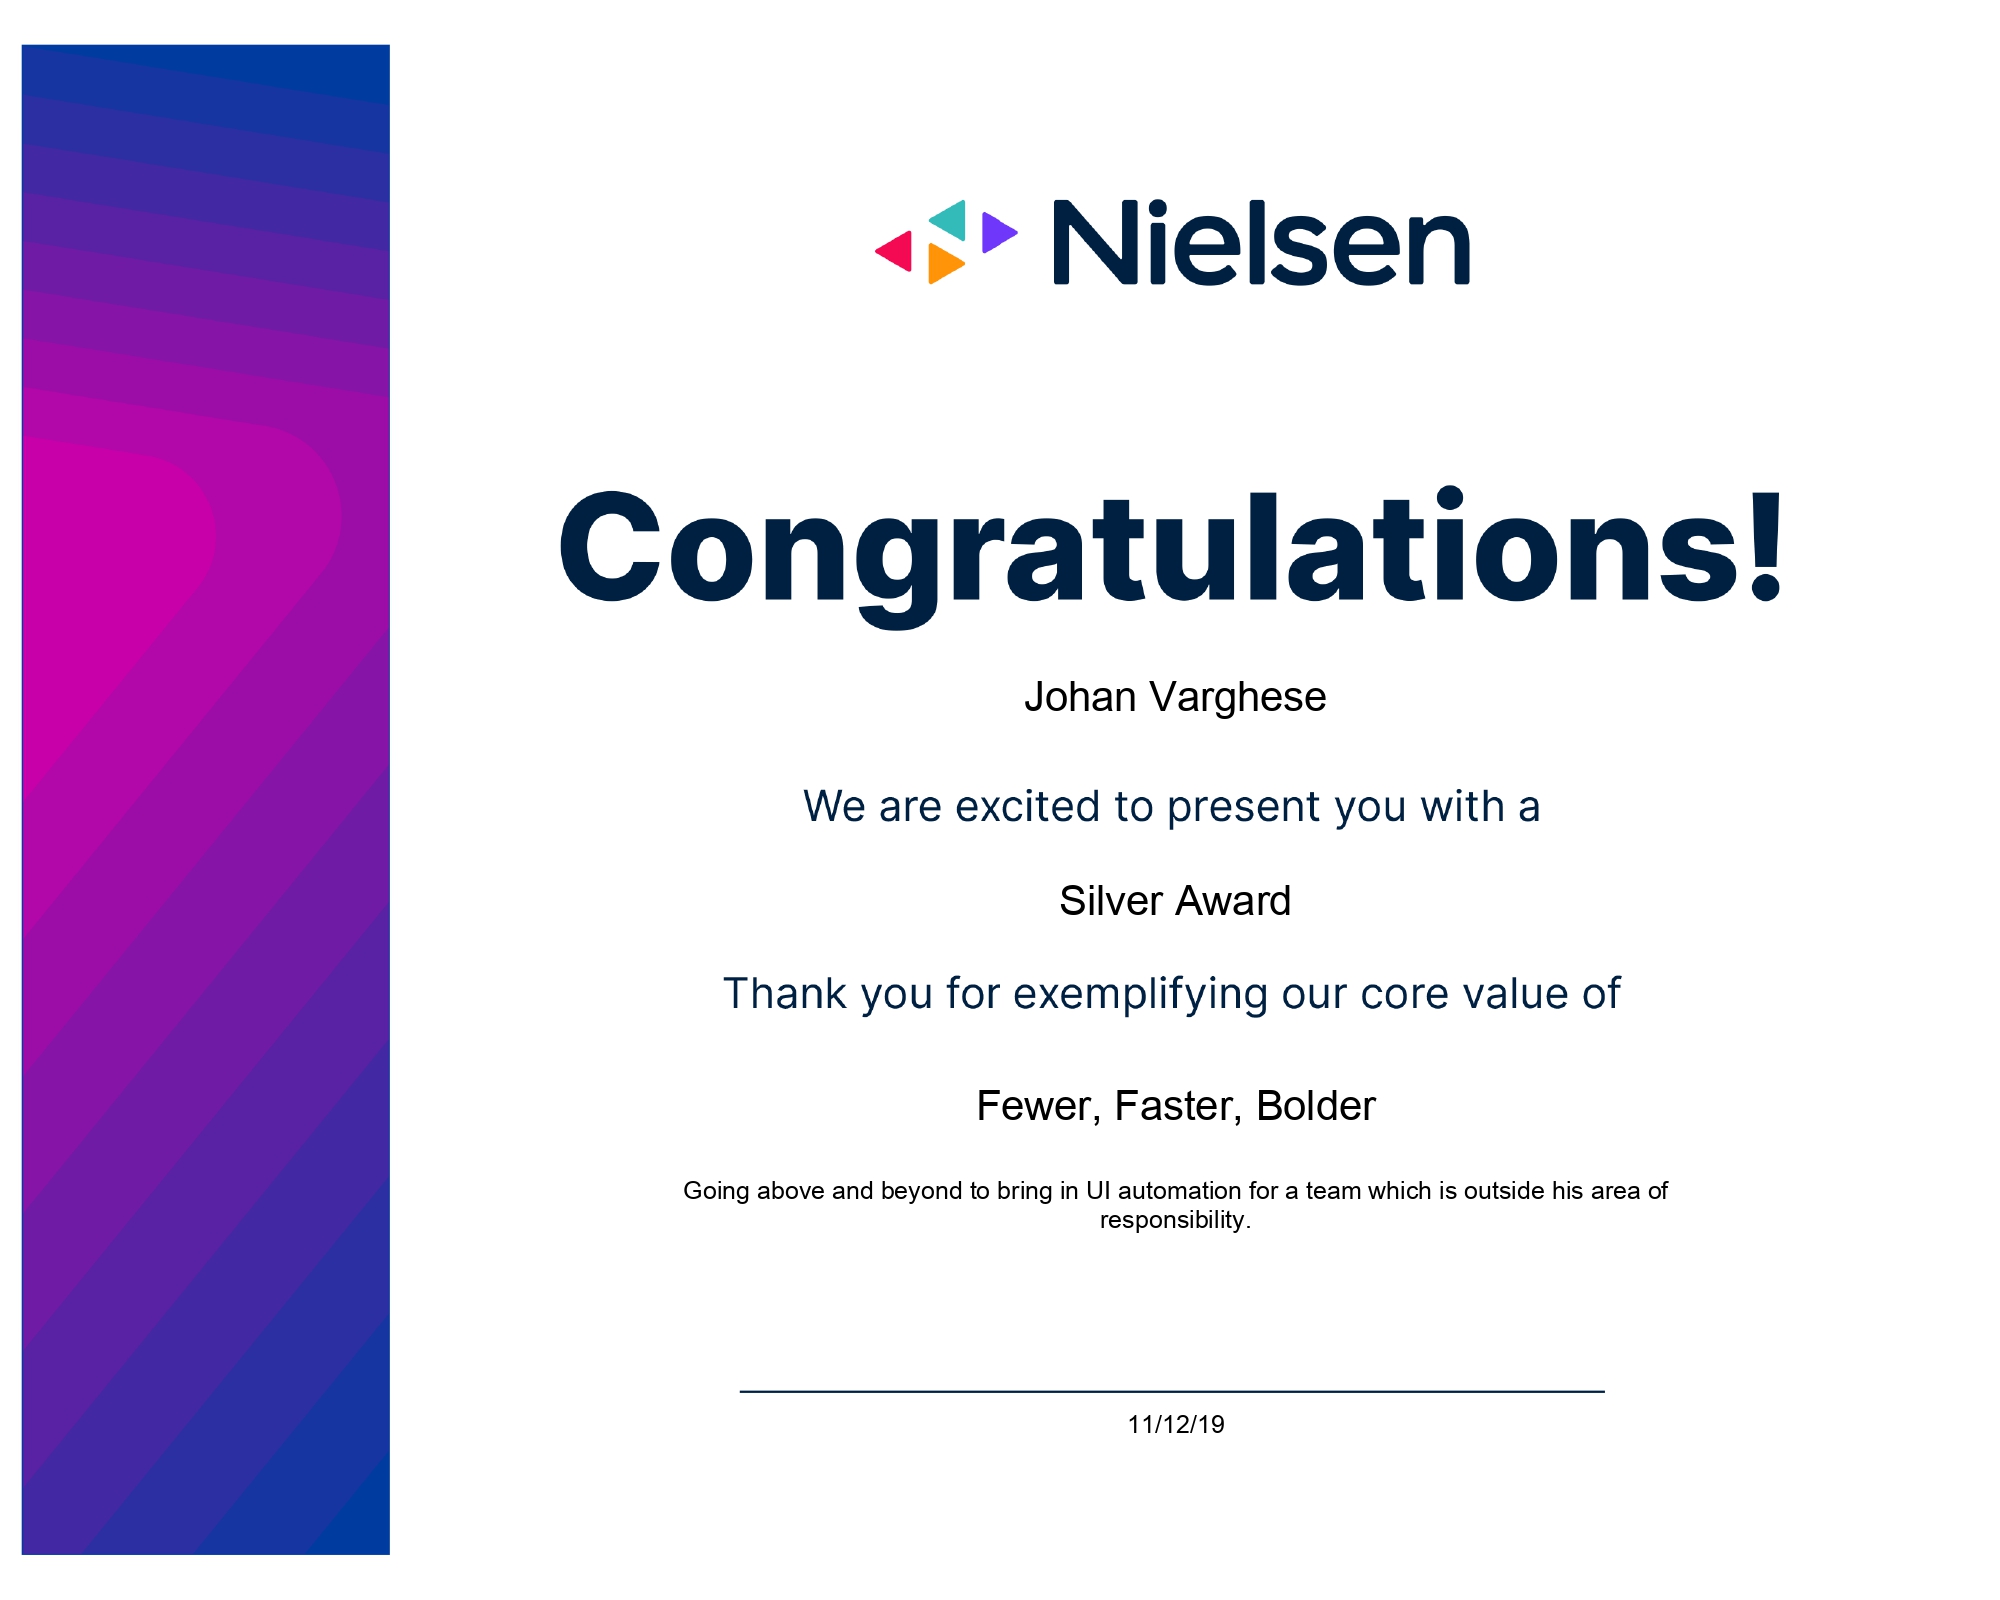 Nielsen
Congratulations!
Johan Varghese
We are excited to present you with a
Silver Award
Thank you for exemplifying our core value of
Fewer, Faster, Bolder
Going above and beyond to bring in UI automation for a team which is outside his area of
responsibility.
11/12/19